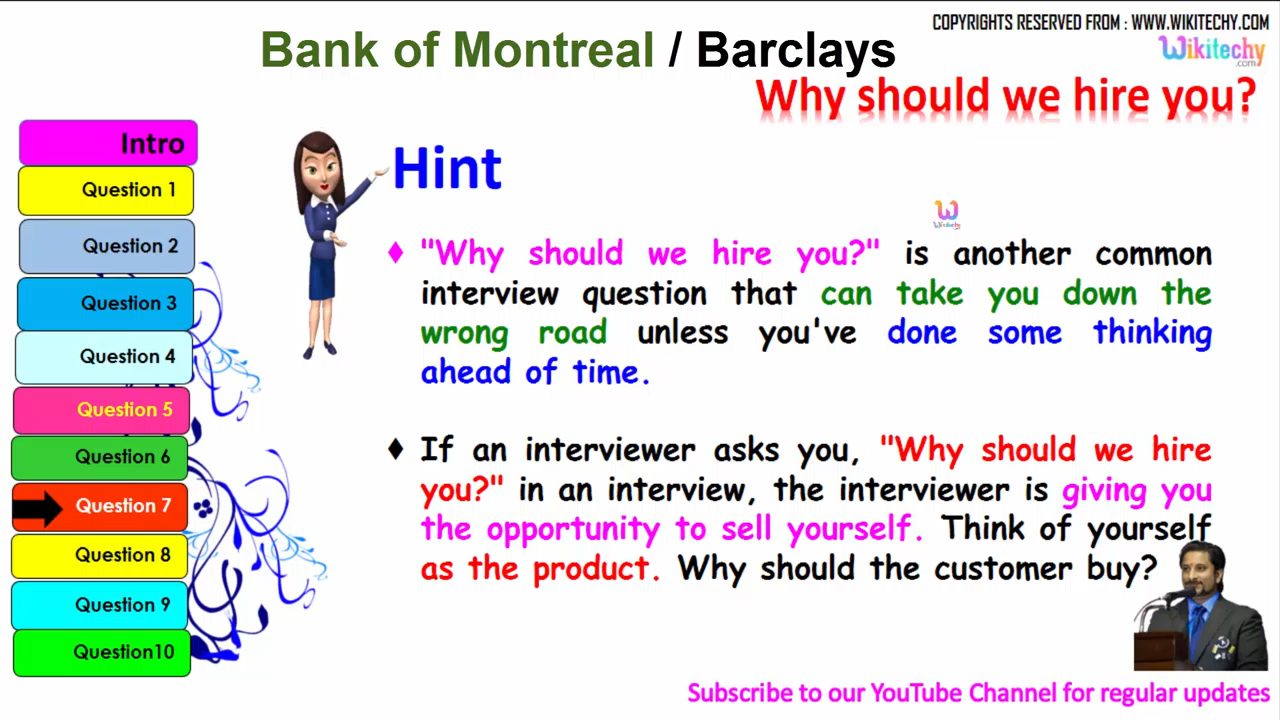 COPYRIGHTS RESERVED FROM : WWW.WIKITECHY.COM
Bank of Montreal / Barclays
Wikitechy
.com
Why should we hire you?
Intro
Question 1
Question 2
Question 3
Question 4
Question 5
Question 6
Question 7
Question 8
Question 9
Question10
Hint
Wikitechy
"Why should we hire you?" is another common
interview question that can take you down the
wrong road unless you've done some thinking
ahead of time.
If an interviewer asks you, "Why should we hire
you?" in an interview, the interviewer is giving you
the opportunity to sell yourself. Think of yourself
as the product. Why should the customer buy?
Subscribe to our YouTube Channel for regular updates